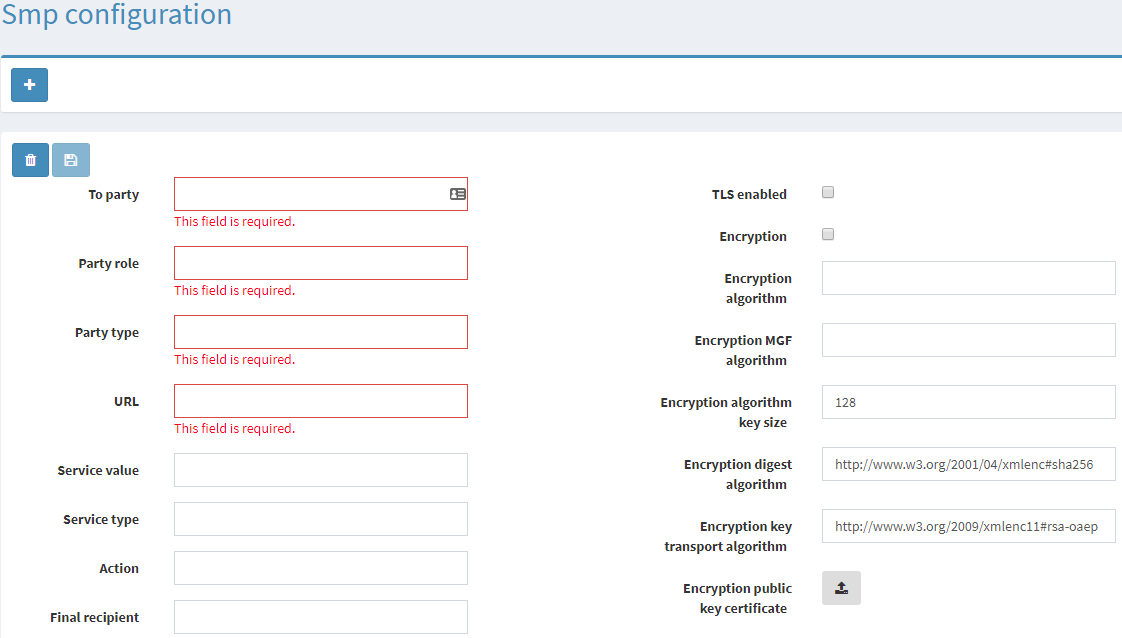 Smp configuration
To party
This field is required.
Party role
This field is required.
Party type
This field is required.
URL
This field is required.
Service value
Service type
Action
Final recipient
TLS enabled
Encryption
Encryption
algorithm
Encryption MGF
algorithm
Encryption algorithm
key size
128
Encryption digest
algorithm
http://www.w3.org/2001/04/xmlenc#sha256
Encryption key
transport algorithm
http://www.w3.org/2009/xmlenc11#rsa-oaep
Encryption public
key certificate